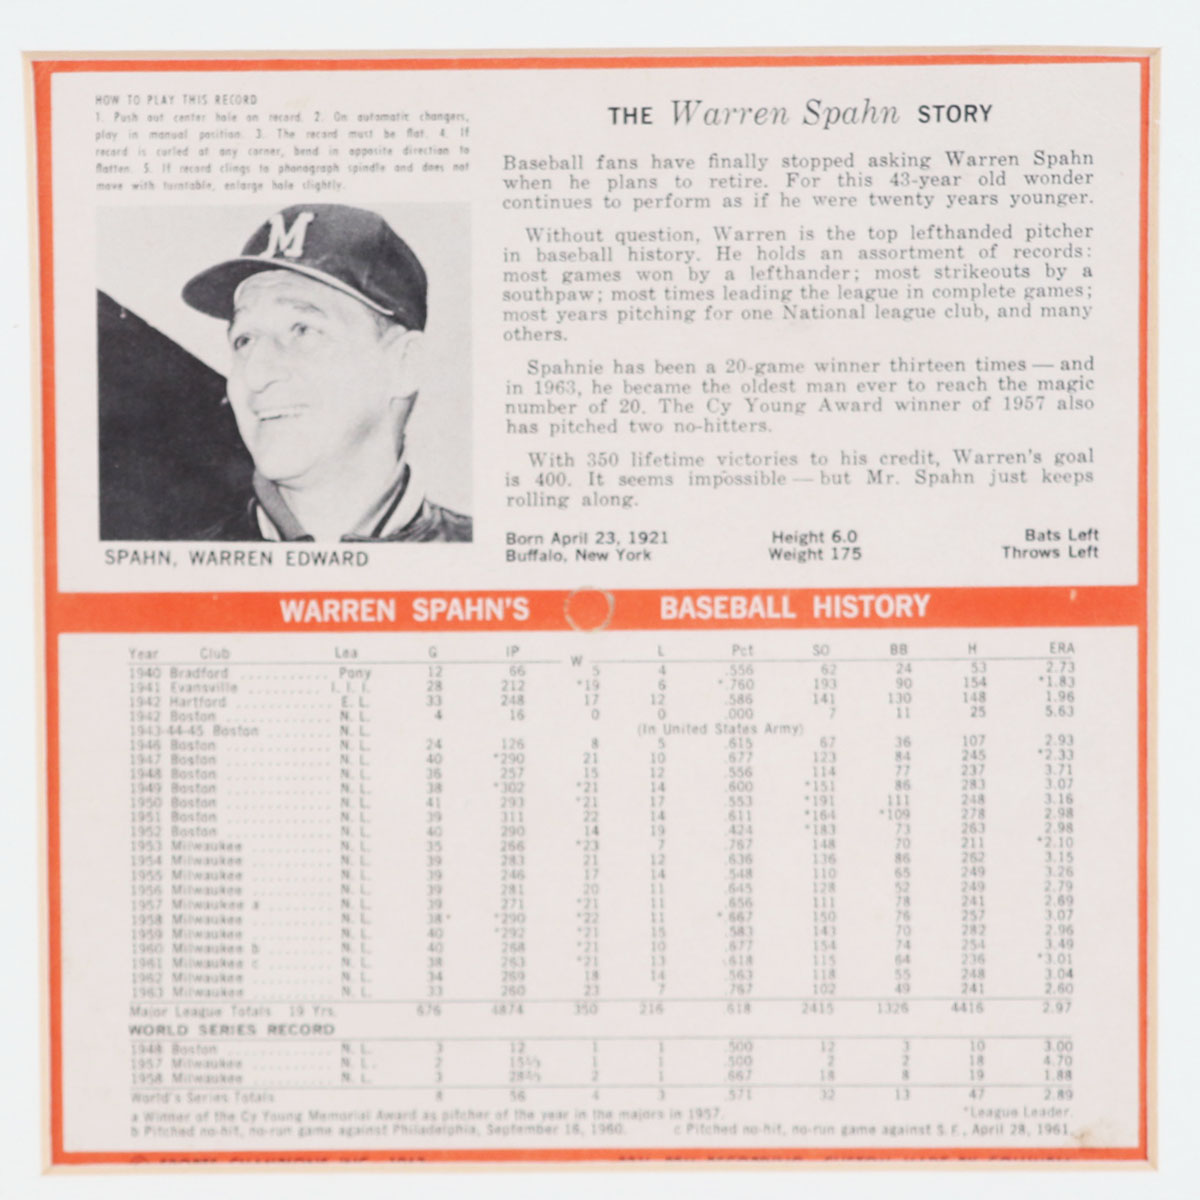 HOW TO PLAY THIS RECORD
1. Push out center hole on record. 2. On automatic changers,
play in manual position. 3. The record must be flat. 4. If
record is curled at any corner, bend in opposite direction to
flatten. 5. If record clings to phonograph spindle and does not
move with turntable, enlarge hole slightly.
M
SPAHN, WARREN EDWARD
THE Warren Spahn STORY
Baseball fans have finally stopped asking Warren Spahn
when he plans to retire. For this 43-year old wonder
continues to perform as if he were twenty years younger.
Without question, Warren is the top lefthanded pitcher
in baseball history. He holds an assortment of records:
most games won by a lefthander; most strikeouts by a
southpaw; most times leading the league in complete games;
most years pitching for one National league club, and many
others.
Spahnie has been a 20-game winner thirteen times — and
in 1963, he became the oldest man ever to reach the magic
number of 20. The Cy Young Award winner of 1957 also
has pitched two no-hitters.
With 350 lifetime victories to his credit, Warren's goal
is 400. It seems impossible — but Mr. Spahn just keeps
rolling along.
Born April 23, 1921 Height 6.0 Bats Left
Buffalo, New York Weight 175 Throws Left
WARREN SPAHN'S BASEBALL HISTORY
Year Club Lea G IP W L Pct SO BB H ERA
1940 Bradford Pony 12 66 5 4 .556 62 24 53 2.73
1941 Evansville I. I. I. 28 212 *19 6 *.760 193 90 154 *1.83
1942 Hartford E. L. 33 248 17 12 .586 141 130 148 1.96
1942 Boston N. L. 4 16 0 0 .000 7 11 25 5.63
1943-44-45 Boston N. L. (In United States Army)
1946 Boston N. L. 24 126 8 5 .615 67 36 107 2.93
1947 Boston N. L. 40 *290 21 10 .677 123 84 245 *2.33
1948 Boston N. L. 36 257 15 12 .556 114 77 237 3.71
1949 Boston N. L. 38 *302 *21 14 .600 *151 86 283 3.07
1950 Boston N. L. 41 293 *21 17 .553 *191 111 248 3.16
1951 Boston N. L. 39 311 22 14 .611 *164 *109 278 2.98
1952 Boston N. L. 40 290 14 19 .424 *183 73 263 2.98
1953 Milwaukee N. L. 35 266 *23 7 .767 148 70 211 *2.10
1954 Milwaukee N. L. 39 283 21 12 .636 136 86 262 3.15
1955 Milwaukee N. L. 39 246 17 14 .548 110 65 249 3.26
1956 Milwaukee N. L. 39 281 20 11 .645 128 52 249 2.79
1957 Milwaukee a N. L. 39 271 *21 11 .656 111 78 241 2.69
1958 Milwaukee N. L. 38* *290 *22 11 *.667 150 76 257 3.07
1959 Milwaukee N. L. 40 *292 *21 15 .583 143 70 282 2.96
1960 Milwaukee b N. L. 40 268 *21 10 .677 154 74 254 3.49
1961 Milwaukee c N. L. 38 263 *21 13 .618 115 64 236 *3.01
1962 Milwaukee N. L. 34 269 18 14 .563 118 55 248 3.04
1963 Milwaukee N. L. 33 260 23 7 .767 102 49 241 2.60
Major League Totals 19 Yrs. 676 4874 350 216 .618 2415 1326 4416 2.97
WORLD SERIES RECORD
1948 Boston N. L. 3 12 1 1 .500 12 3 10 3.00
1957 Milwaukee N. L. 2 15⅓ 1 1 .500 2 2 18 4.70
1958 Milwaukee N. L. 3 28⅔ 2 1 .667 18 8 19 1.88
World's Series Totals 8 56 4 3 .571 32 13 47 2.89
a Winner of the Cy Young Memorial Award as pitcher of the year in the majors in 1957. *League Leader.
b Pitched no-hit, no-run game against Philadelphia, September 16, 1960. c Pitched no-hit, no-run game against S. F., April 28, 1961.